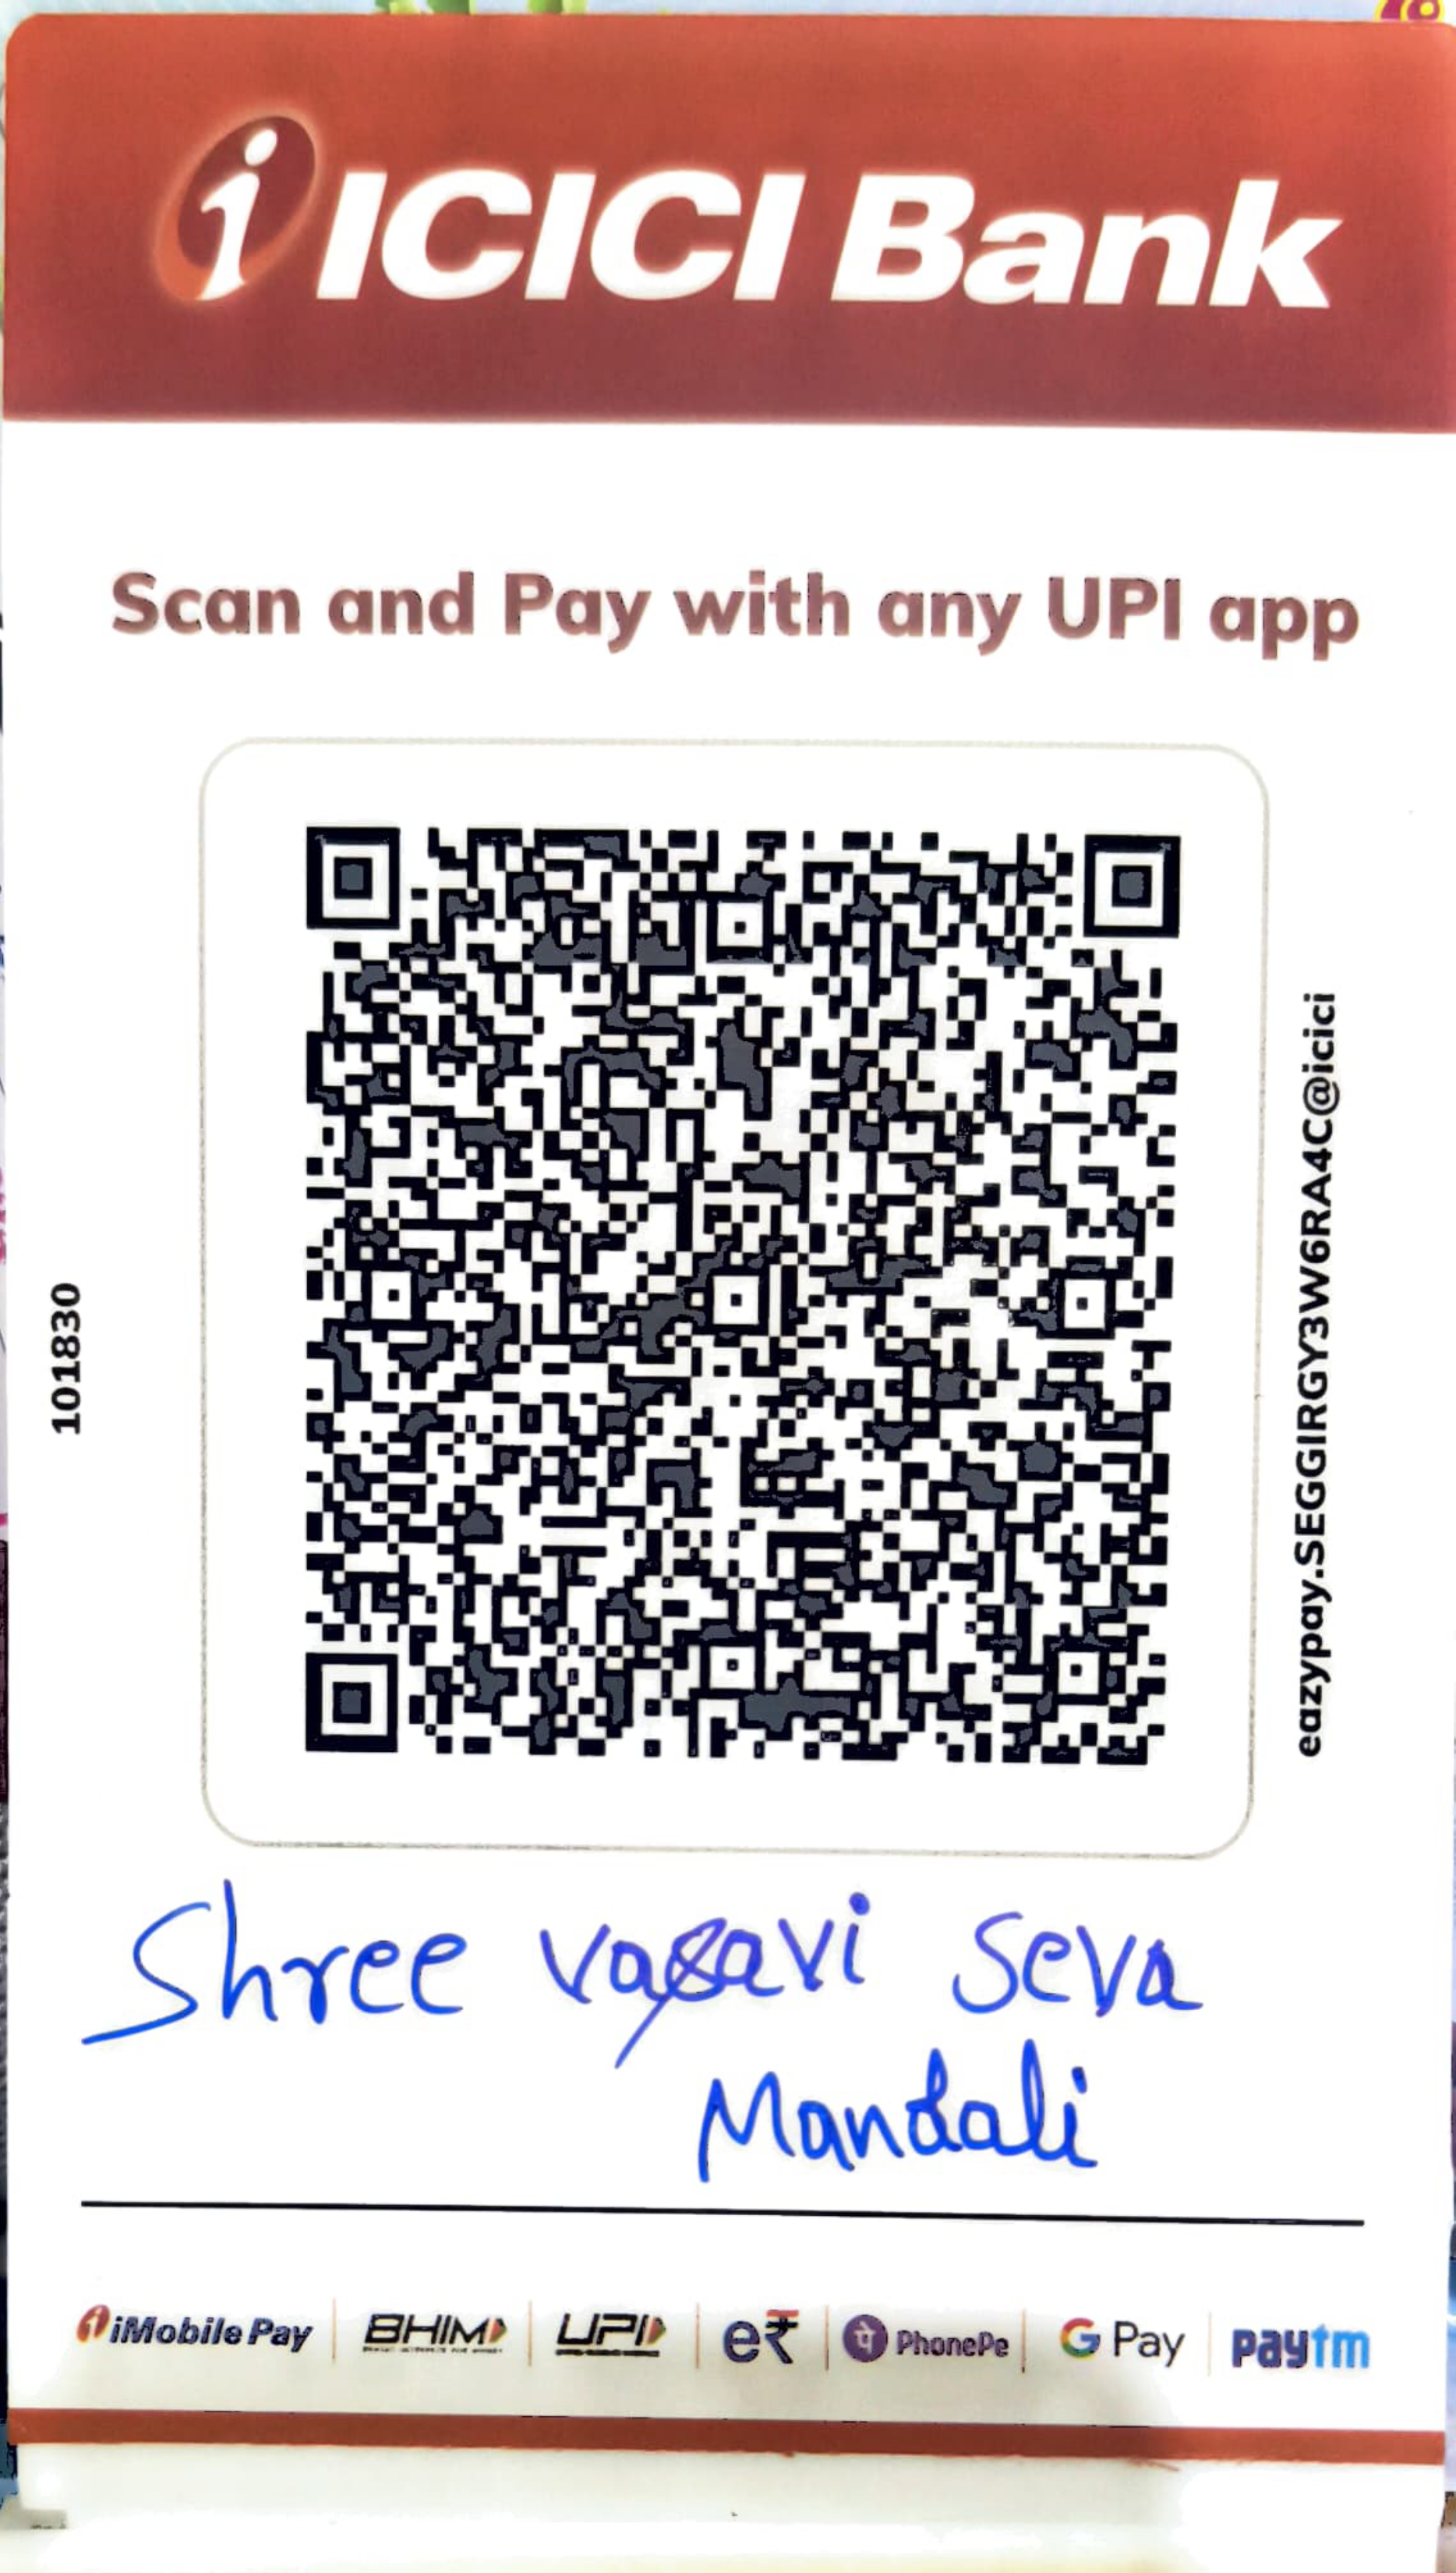 ICICI Bank
Scan and Pay with any UPI app
101830
eazypay.SEGGIRGY3W6RA4C@icici
Shree vasavi Seva
Mandali
iMobile Pay BHIM UPI e₹ PhonePe G Pay paytm